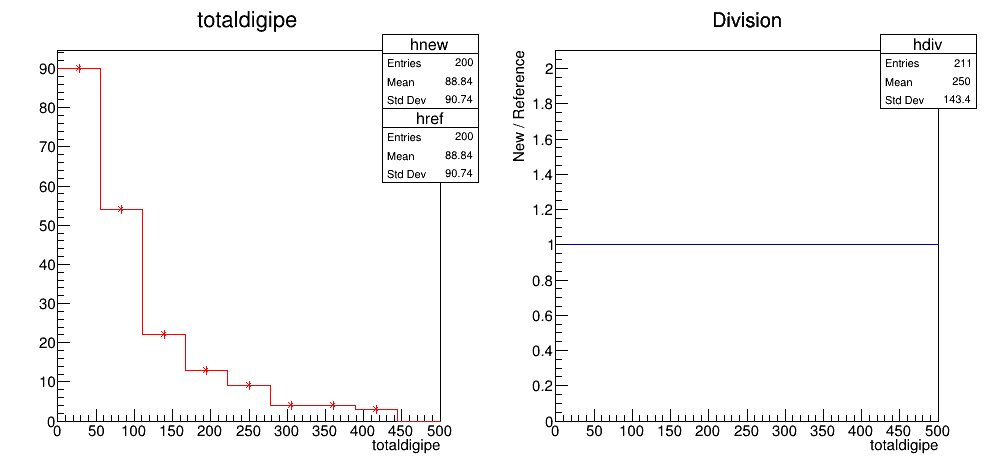 totaldigipe
hnew
Entries 200
Mean 88.84
Std Dev 90.74
href
Entries 200
Mean 88.84
Std Dev 90.74
90
80
70
60
50
40
30
20
10
0
0 50 100 150 200 250 300 350 400 450 500
totaldigipe
Division
hdiv
Entries 211
Mean 250
Std Dev 143.4
New / Reference
2
1.8
1.6
1.4
1.2
1
0.8
0.6
0.4
0.2
0
0 50 100 150 200 250 300 350 400 450 500
totaldigipe